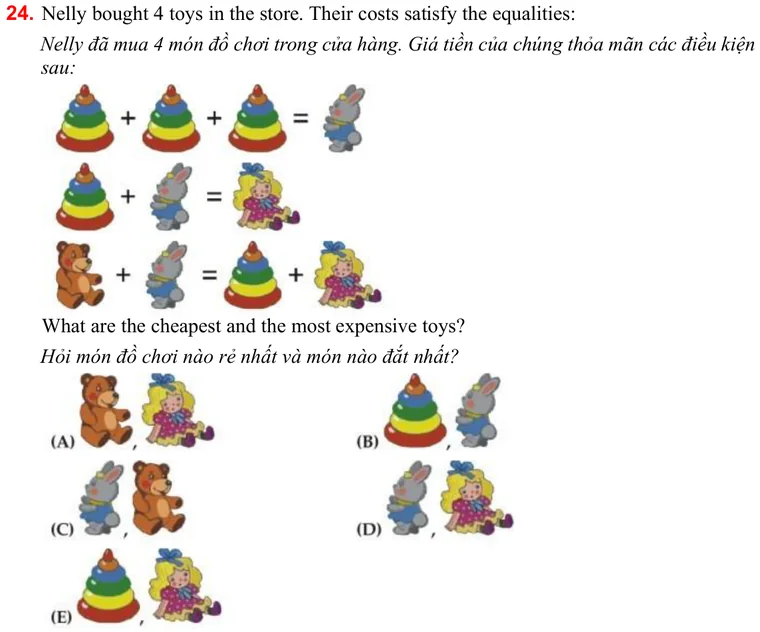 24. Nelly bought 4 toys in the store. Their costs satisfy the equalities:
Nelly đã mua 4 món đồ chơi trong cửa hàng. Giá tiền của chúng thỏa mãn các điều kiện
sau:
+ + =
+ =
+ = +
What are the cheapest and the most expensive toys?
Hỏi món đồ chơi nào rẻ nhất và món nào đắt nhất?
(A) , (B) ,
(C) , (D) ,
(E) ,